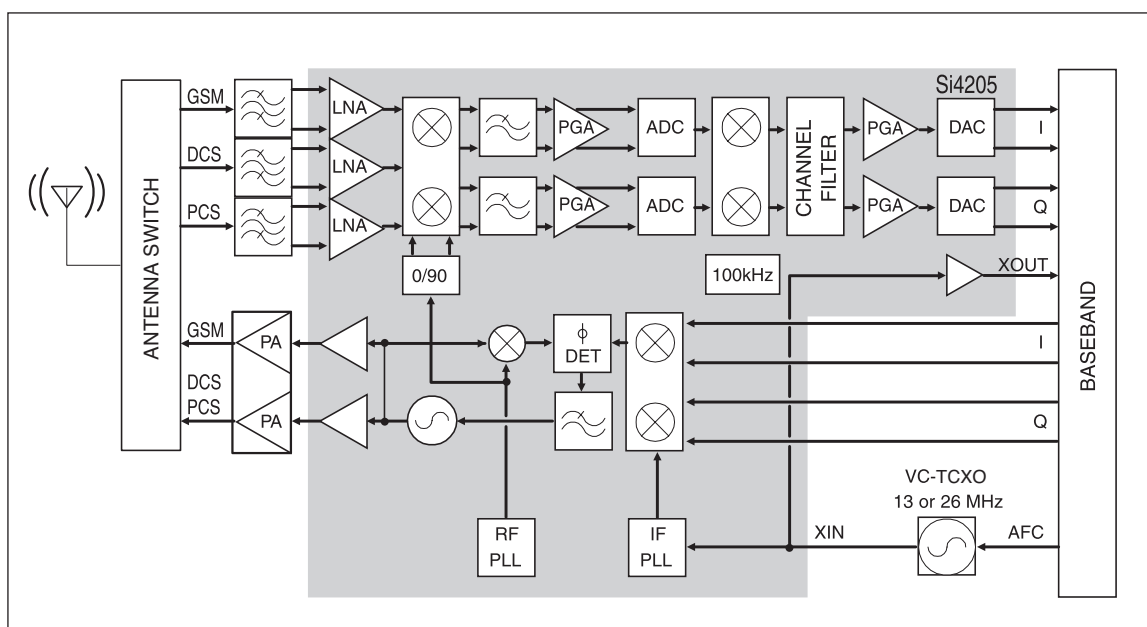 Si4205
ANTENNA SWITCH
GSM
DCS
PCS
LNA
LNA
LNA
0/90
PGA
PGA
ADC
ADC
100kHz
CHANNEL
FILTER
PGA
PGA
DAC
DAC
I
Q
XOUT
BASEBAND
GSM
DCS
PCS
PA
PA
ϕ
DET
I
Q
RF
PLL
IF
PLL
XIN
VC-TCXO
13 or 26 MHz
AFC